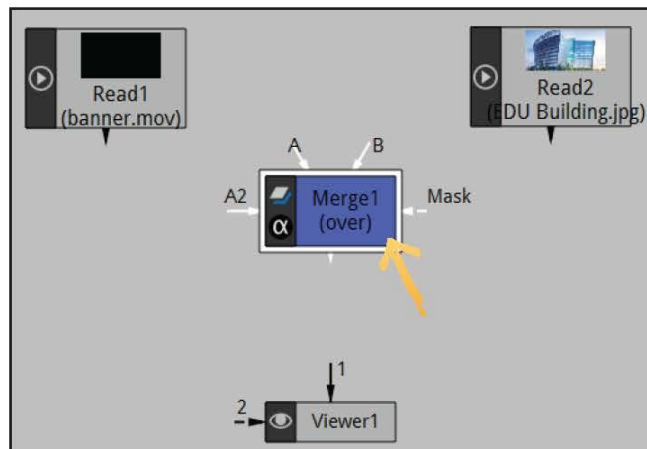 Read1
(banner.mov)
Read2
(EDU Building.jpg)
A
B
A2
Mask
Merge1
(over)
α
1
2
Viewer1